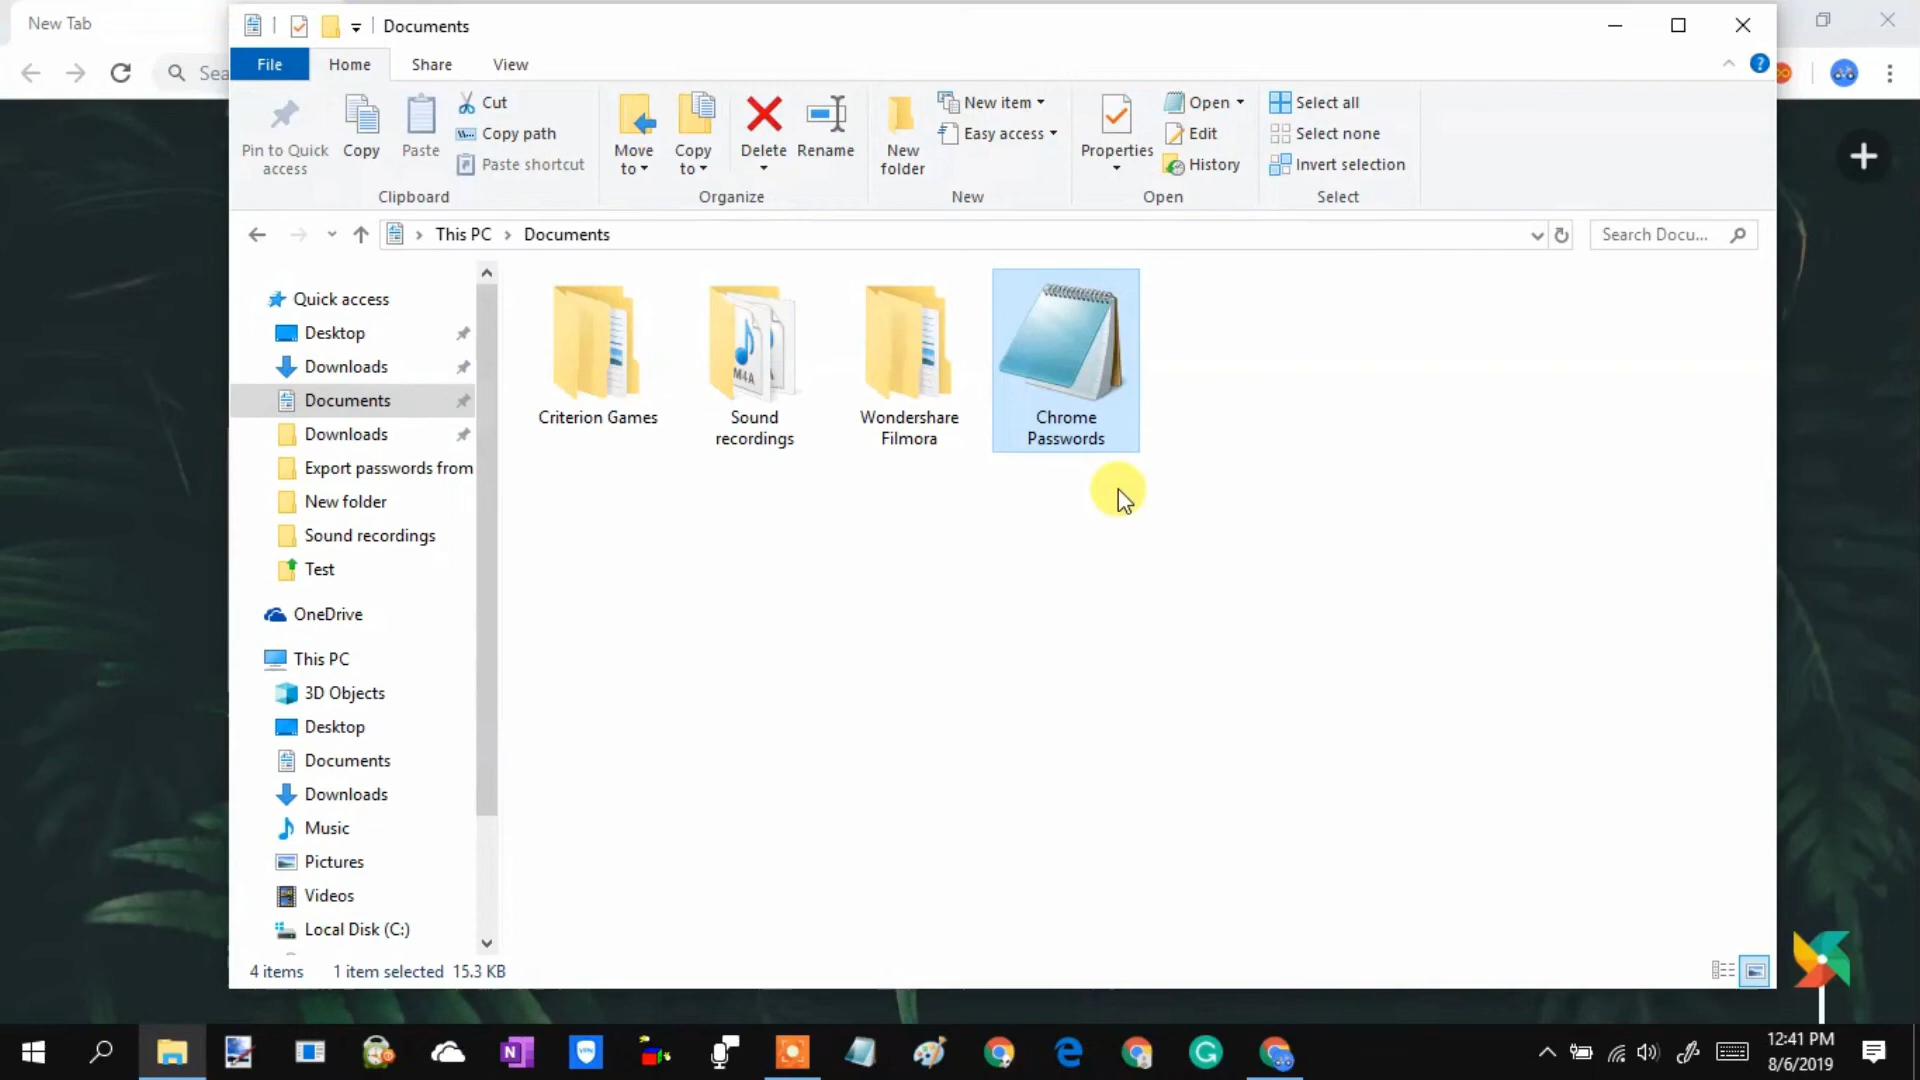 New Tab
Documents
Sea
File
Home
Share
View
Pin to Quick
access
Copy
Paste
Cut
Copy path
Paste shortcut
Clipboard
Move
to
Copy
to
Delete
Rename
Organize
New
folder
New item
Easy access
New
Properties
Open
Edit
History
Open
Select all
Select none
Invert selection
Select
This PC
Documents
Search Docu...
Quick access
Desktop
Downloads
Documents
Downloads
Export passwords from
New folder
Sound recordings
Test
OneDrive
This PC
3D Objects
Desktop
Documents
Downloads
Music
Pictures
Videos
Local Disk (C:)
Criterion Games
M4A
Sound
recordings
Wondershare
Filmora
Chrome
Passwords
4 items
1 item selected 15.3 KB
N
VPN
12:41 PM
8/6/2019